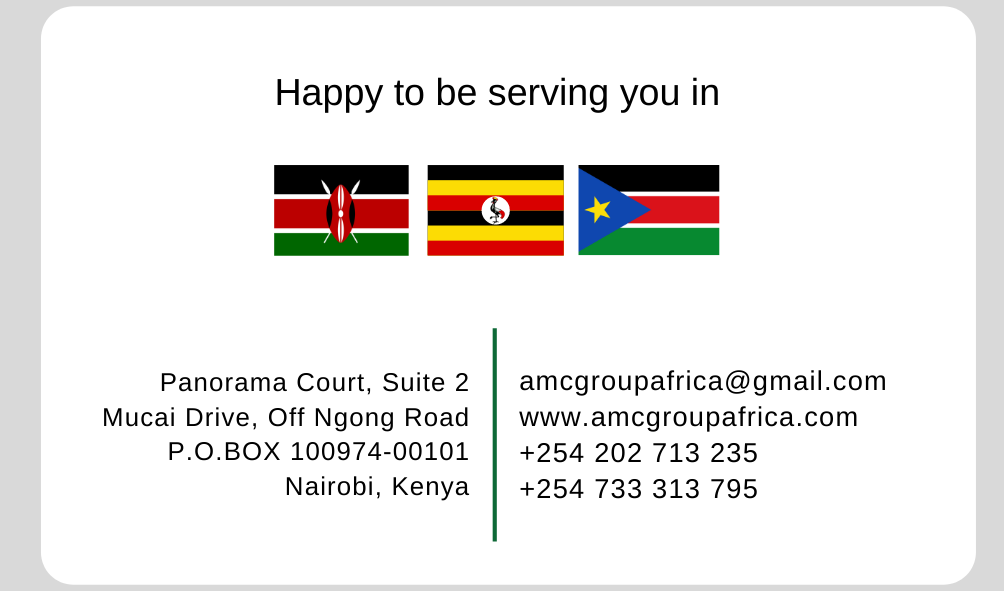 Happy to be serving you in
Panorama Court, Suite 2
Mucai Drive, Off Ngong Road
P.O.BOX 100974-00101
Nairobi, Kenya
amcgroupafrica@gmail.com
www.amcgroupafrica.com
+254 202 713 235
+254 733 313 795